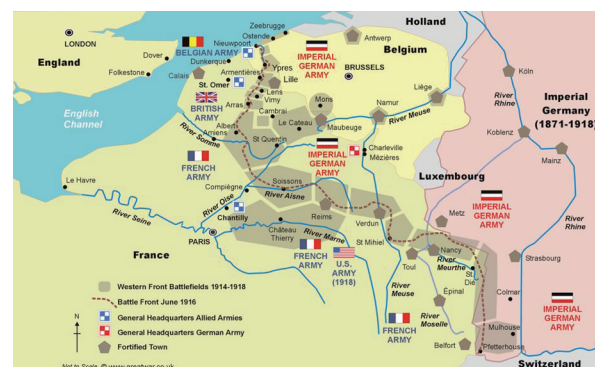 Holland
Zeebrugge
Ostende
Nieuwpoort
Antwerp
LONDON
BELGIAN ARMY
IMPERIAL
GERMAN
ARMY
Belgium
England
Dover
Dunkerque
Ypres
BRUSSELS
Köln
Folkestone
Calais
Armentières
Lille
St. Omer
Liège
River
Rhine
Imperial
Germany
(1871-1918)
English
Channel
BRITISH
ARMY
Lens
Vimy
Arras
Cambrai
Mons
Namur
River Meuse
Koblenz
Albert
Amiens
Le Cateau
Maubeuge
River Somme
St Quentin
IMPERIAL
GERMAN
ARMY
Charleville
Mézières
Mainz
FRENCH
ARMY
Luxembourg
Le Havre
Compiègne
Soissons
River Aisne
IMPERIAL
GERMAN
ARMY
River
Rhine
River Oise
Chantilly
Reims
Verdun
Metz
River Seine
PARIS
Château
Thierry
River Marne
St Mihiel
Nancy
River
Meurthe
St.
Dié
Strasbourg
France
FRENCH
ARMY
U.S.
ARMY
(1918)
Toul
River
Meuse
Épinal
Colmar
Western Front Battlefields 1914-1918
Battle Front June 1916
General Headquarters Allied Armies
General Headquarters German Army
Fortified Town
N
FRENCH
ARMY
River
Moselle
Belfort
Mulhouse
Pfetterhouse
IMPERIAL
GERMAN
ARMY
Switzerland
Not to Scale © www.greatwar.co.uk